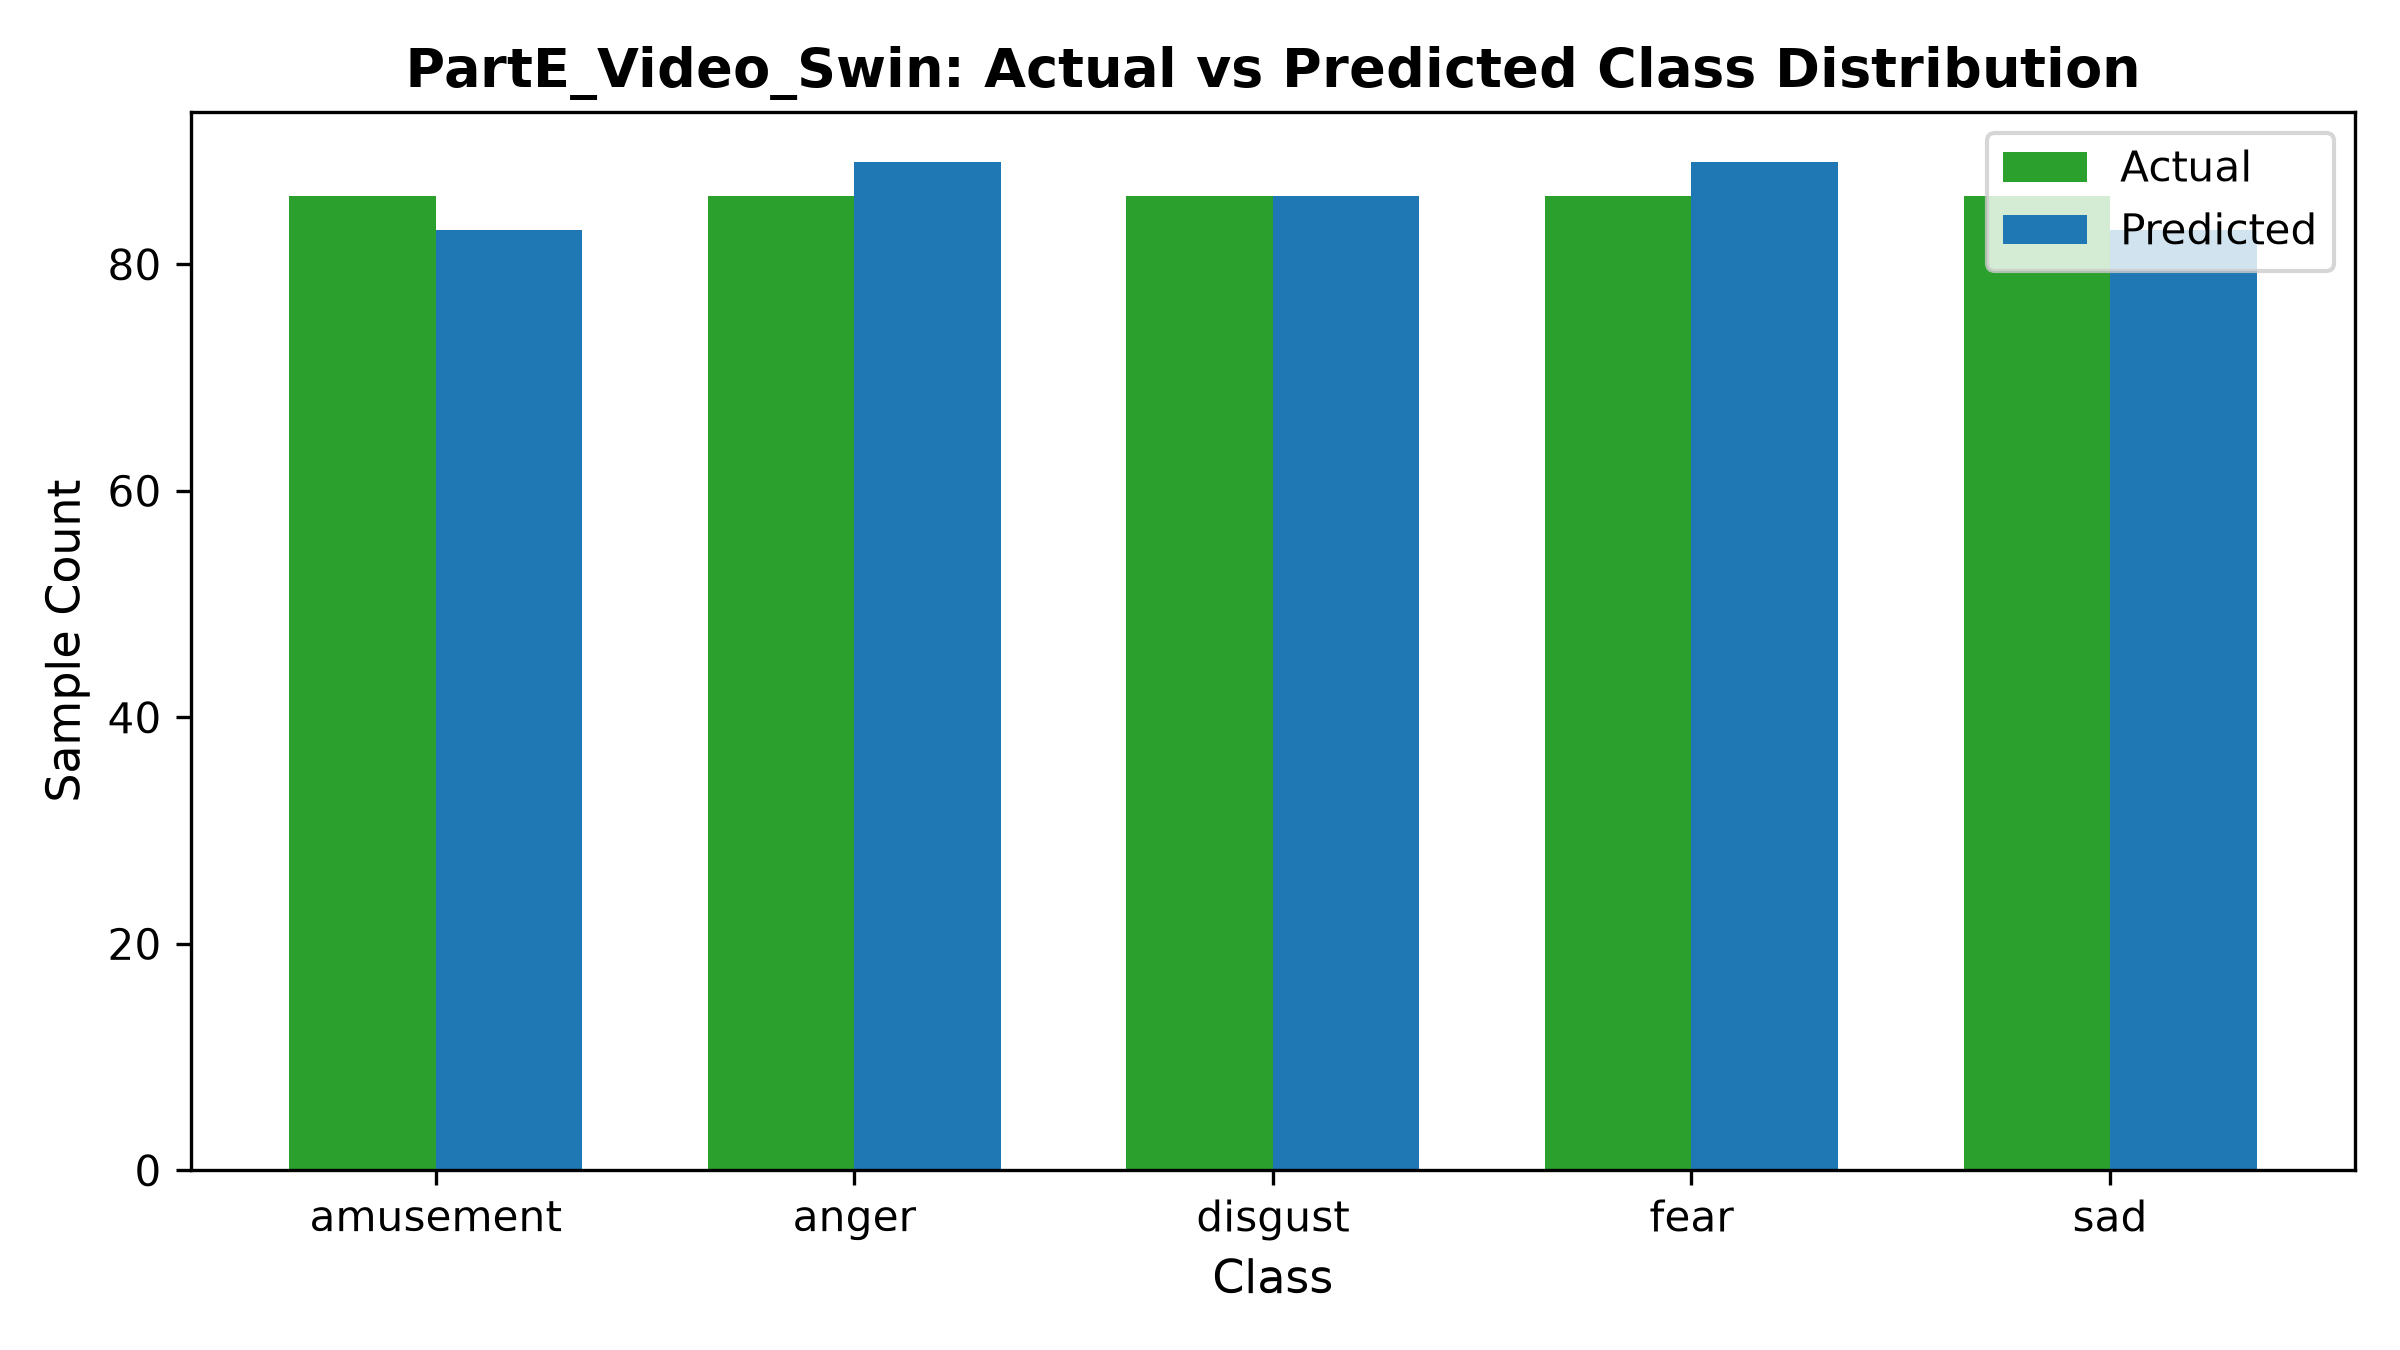 PartE_Video_Swin: Actual vs Predicted Class Distribution
Actual
Predicted
Sample Count
80
60
40
20
0
amusement anger disgust fear sad
Class